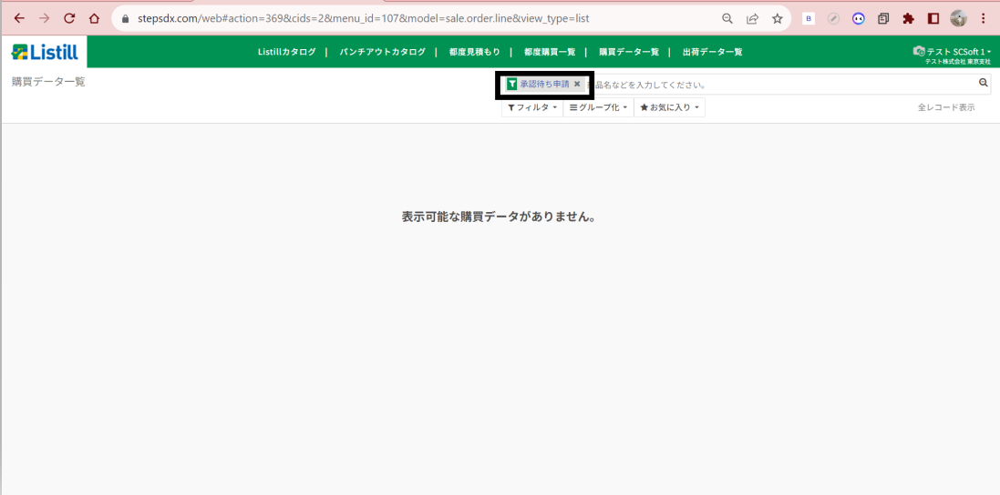 stepsdx.com/web#action=369&cids=2&menu_id=107&model=sale.order.line&view_type=list
B
Listill
Listillカタログ | パンチアウトカタログ | 都度見積もり | 都度購買一覧 | 購買データ一覧 | 出荷データ一覧
テスト SCSoft 1
テスト株式会社 東京支社
購買データ一覧
承認待ち申請 ✖ 品名などを入力してください。
フィルタ グループ化 お気に入り
全レコード表示
表示可能な購買データがありません。